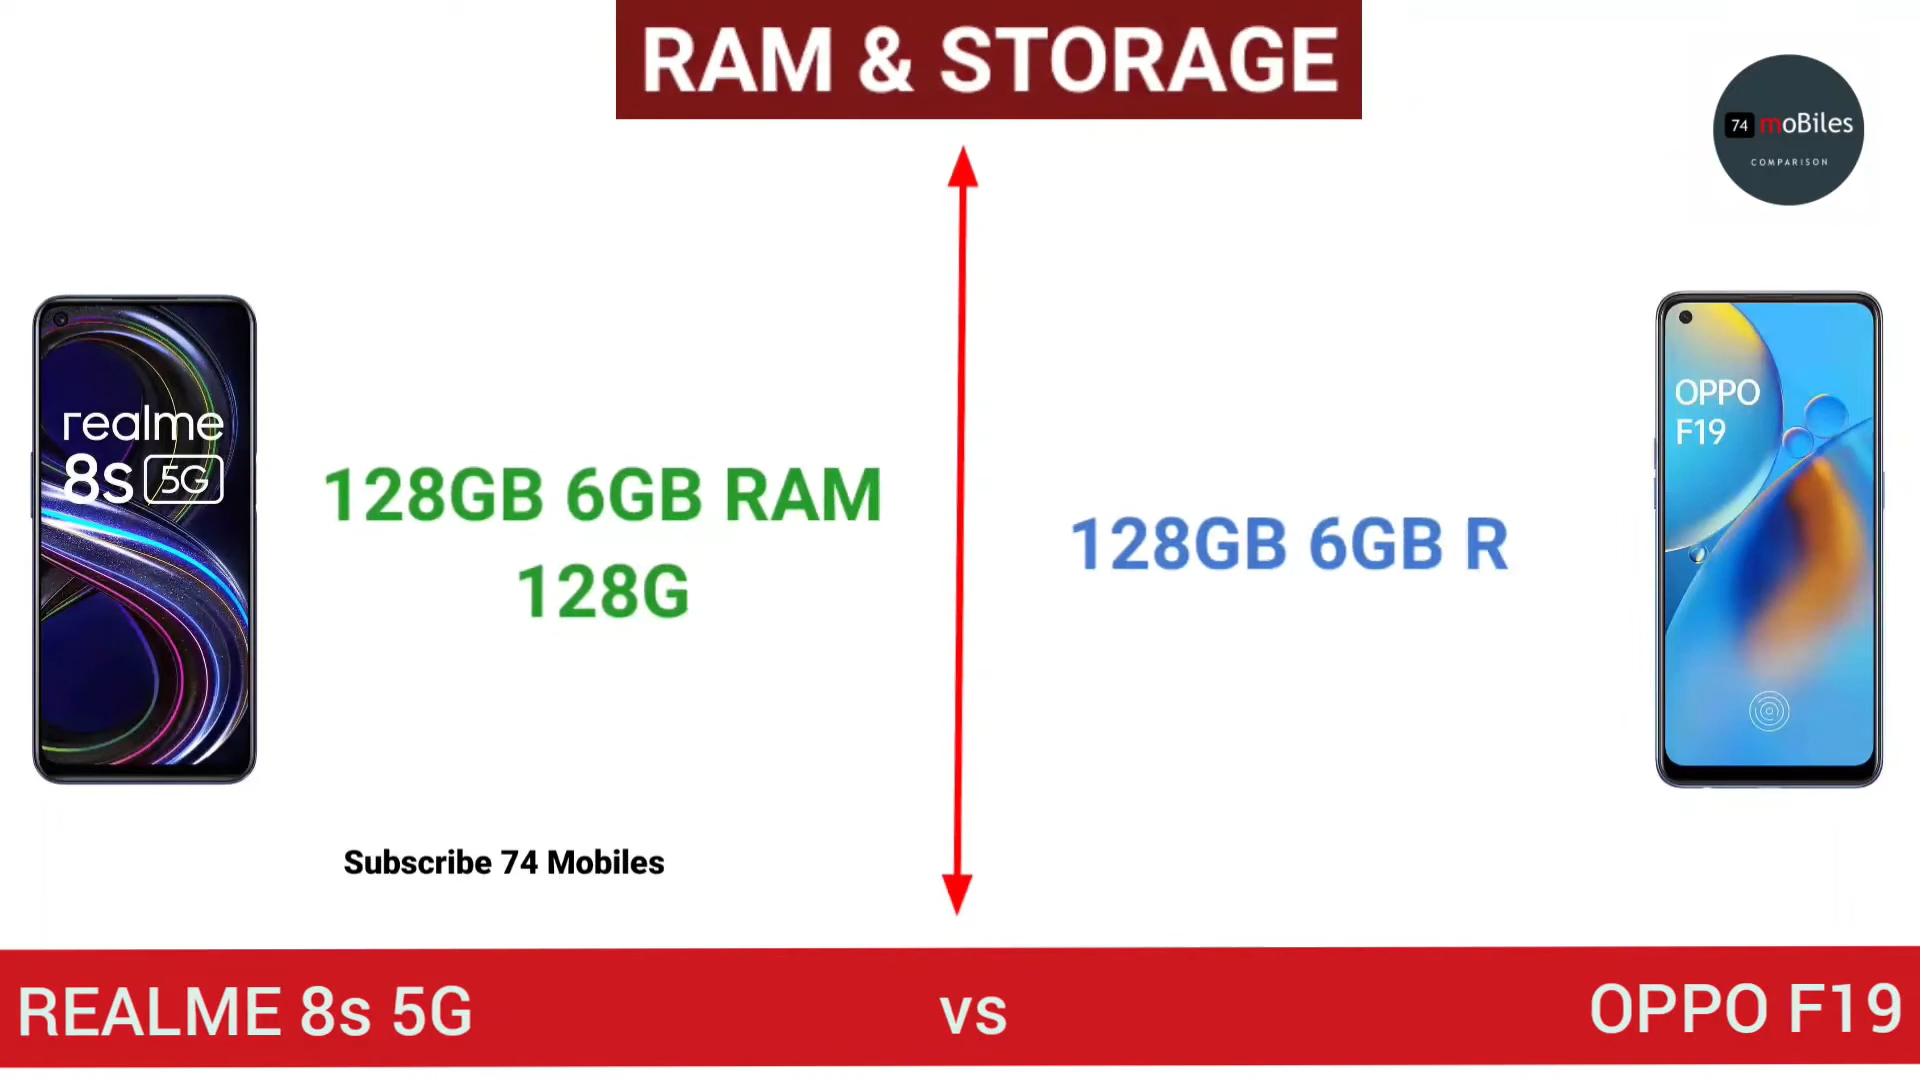 RAM & STORAGE
74 moBiles
COMPARISON
realme
8s 5G
OPPO
F19
128GB 6GB RAM
128G
128GB 6GB R
Subscribe 74 Mobiles
REALME 8s 5G
vs
OPPO F19